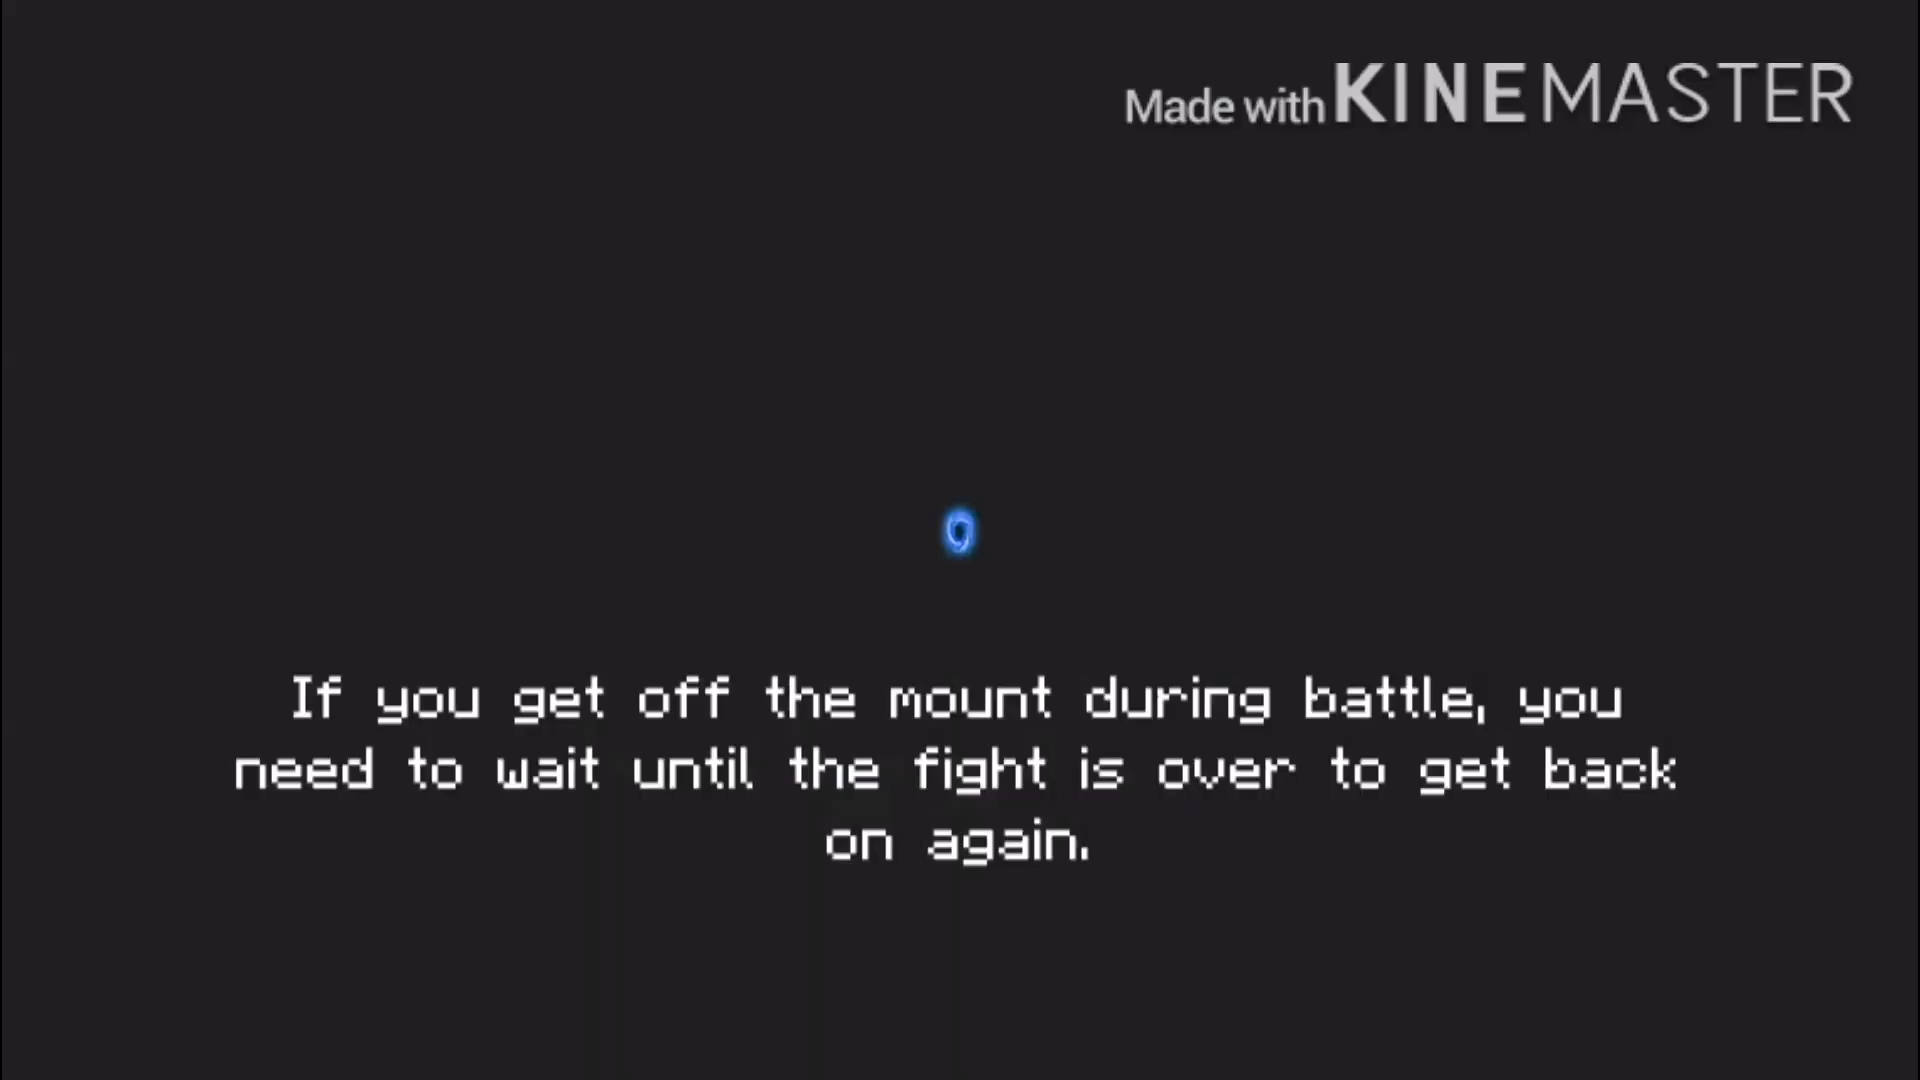 Made with KINEMASTER
If you get off the mount during battle, you
need to wait until the fight is over to get back
on again.